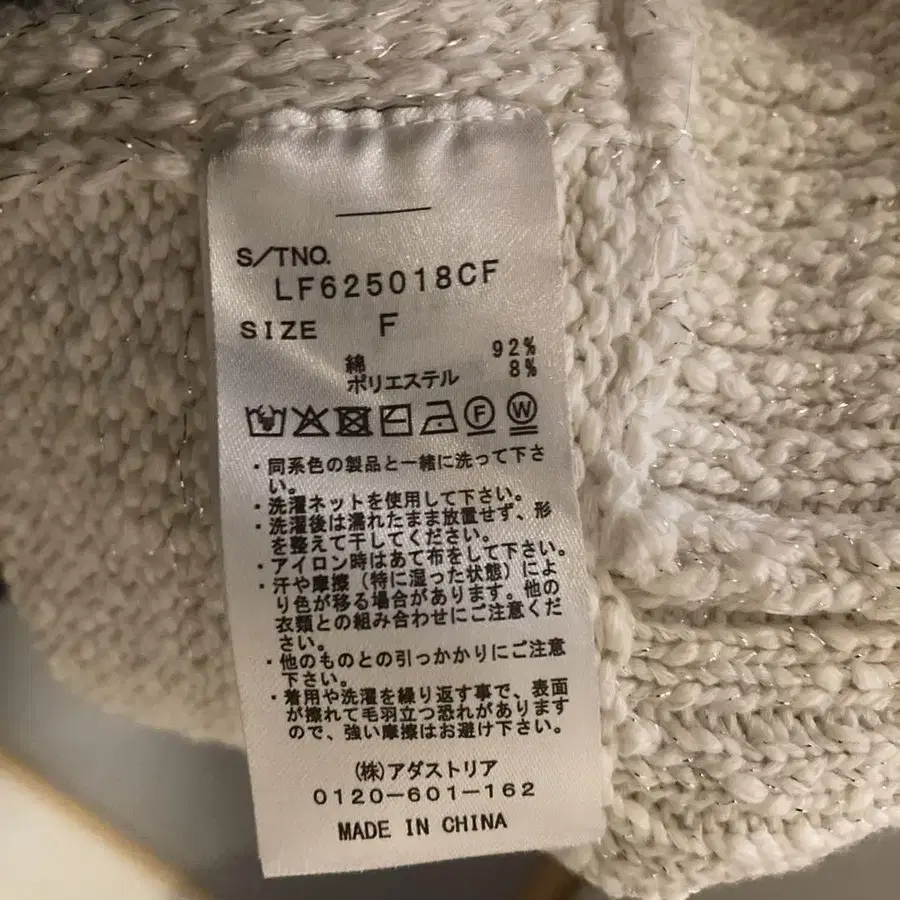 S/TNO.
LF625018CF
SIZE F
綿 92%
ポリエステル 8%
F W
・同系色の製品と一緒に洗って下さ
い。
・洗濯ネットを使用して下さい。
・洗濯後は濡れたまま放置せず、形
を整えて干してください。
・アイロン時はあて布をして下さい。
・汗や摩擦（特に湿った状態）によ
り色が移る場合があります。他の
衣類との組み合わせにご注意くだ
さい。
・他のものとの引っかかりにご注意
下さい。
・着用や洗濯を繰り返す事で、表面
が擦れて毛羽立つ恐れがあります
ので、強い摩擦はお避け下さい。
(株)アダストリア
0120-601-162
MADE IN CHINA